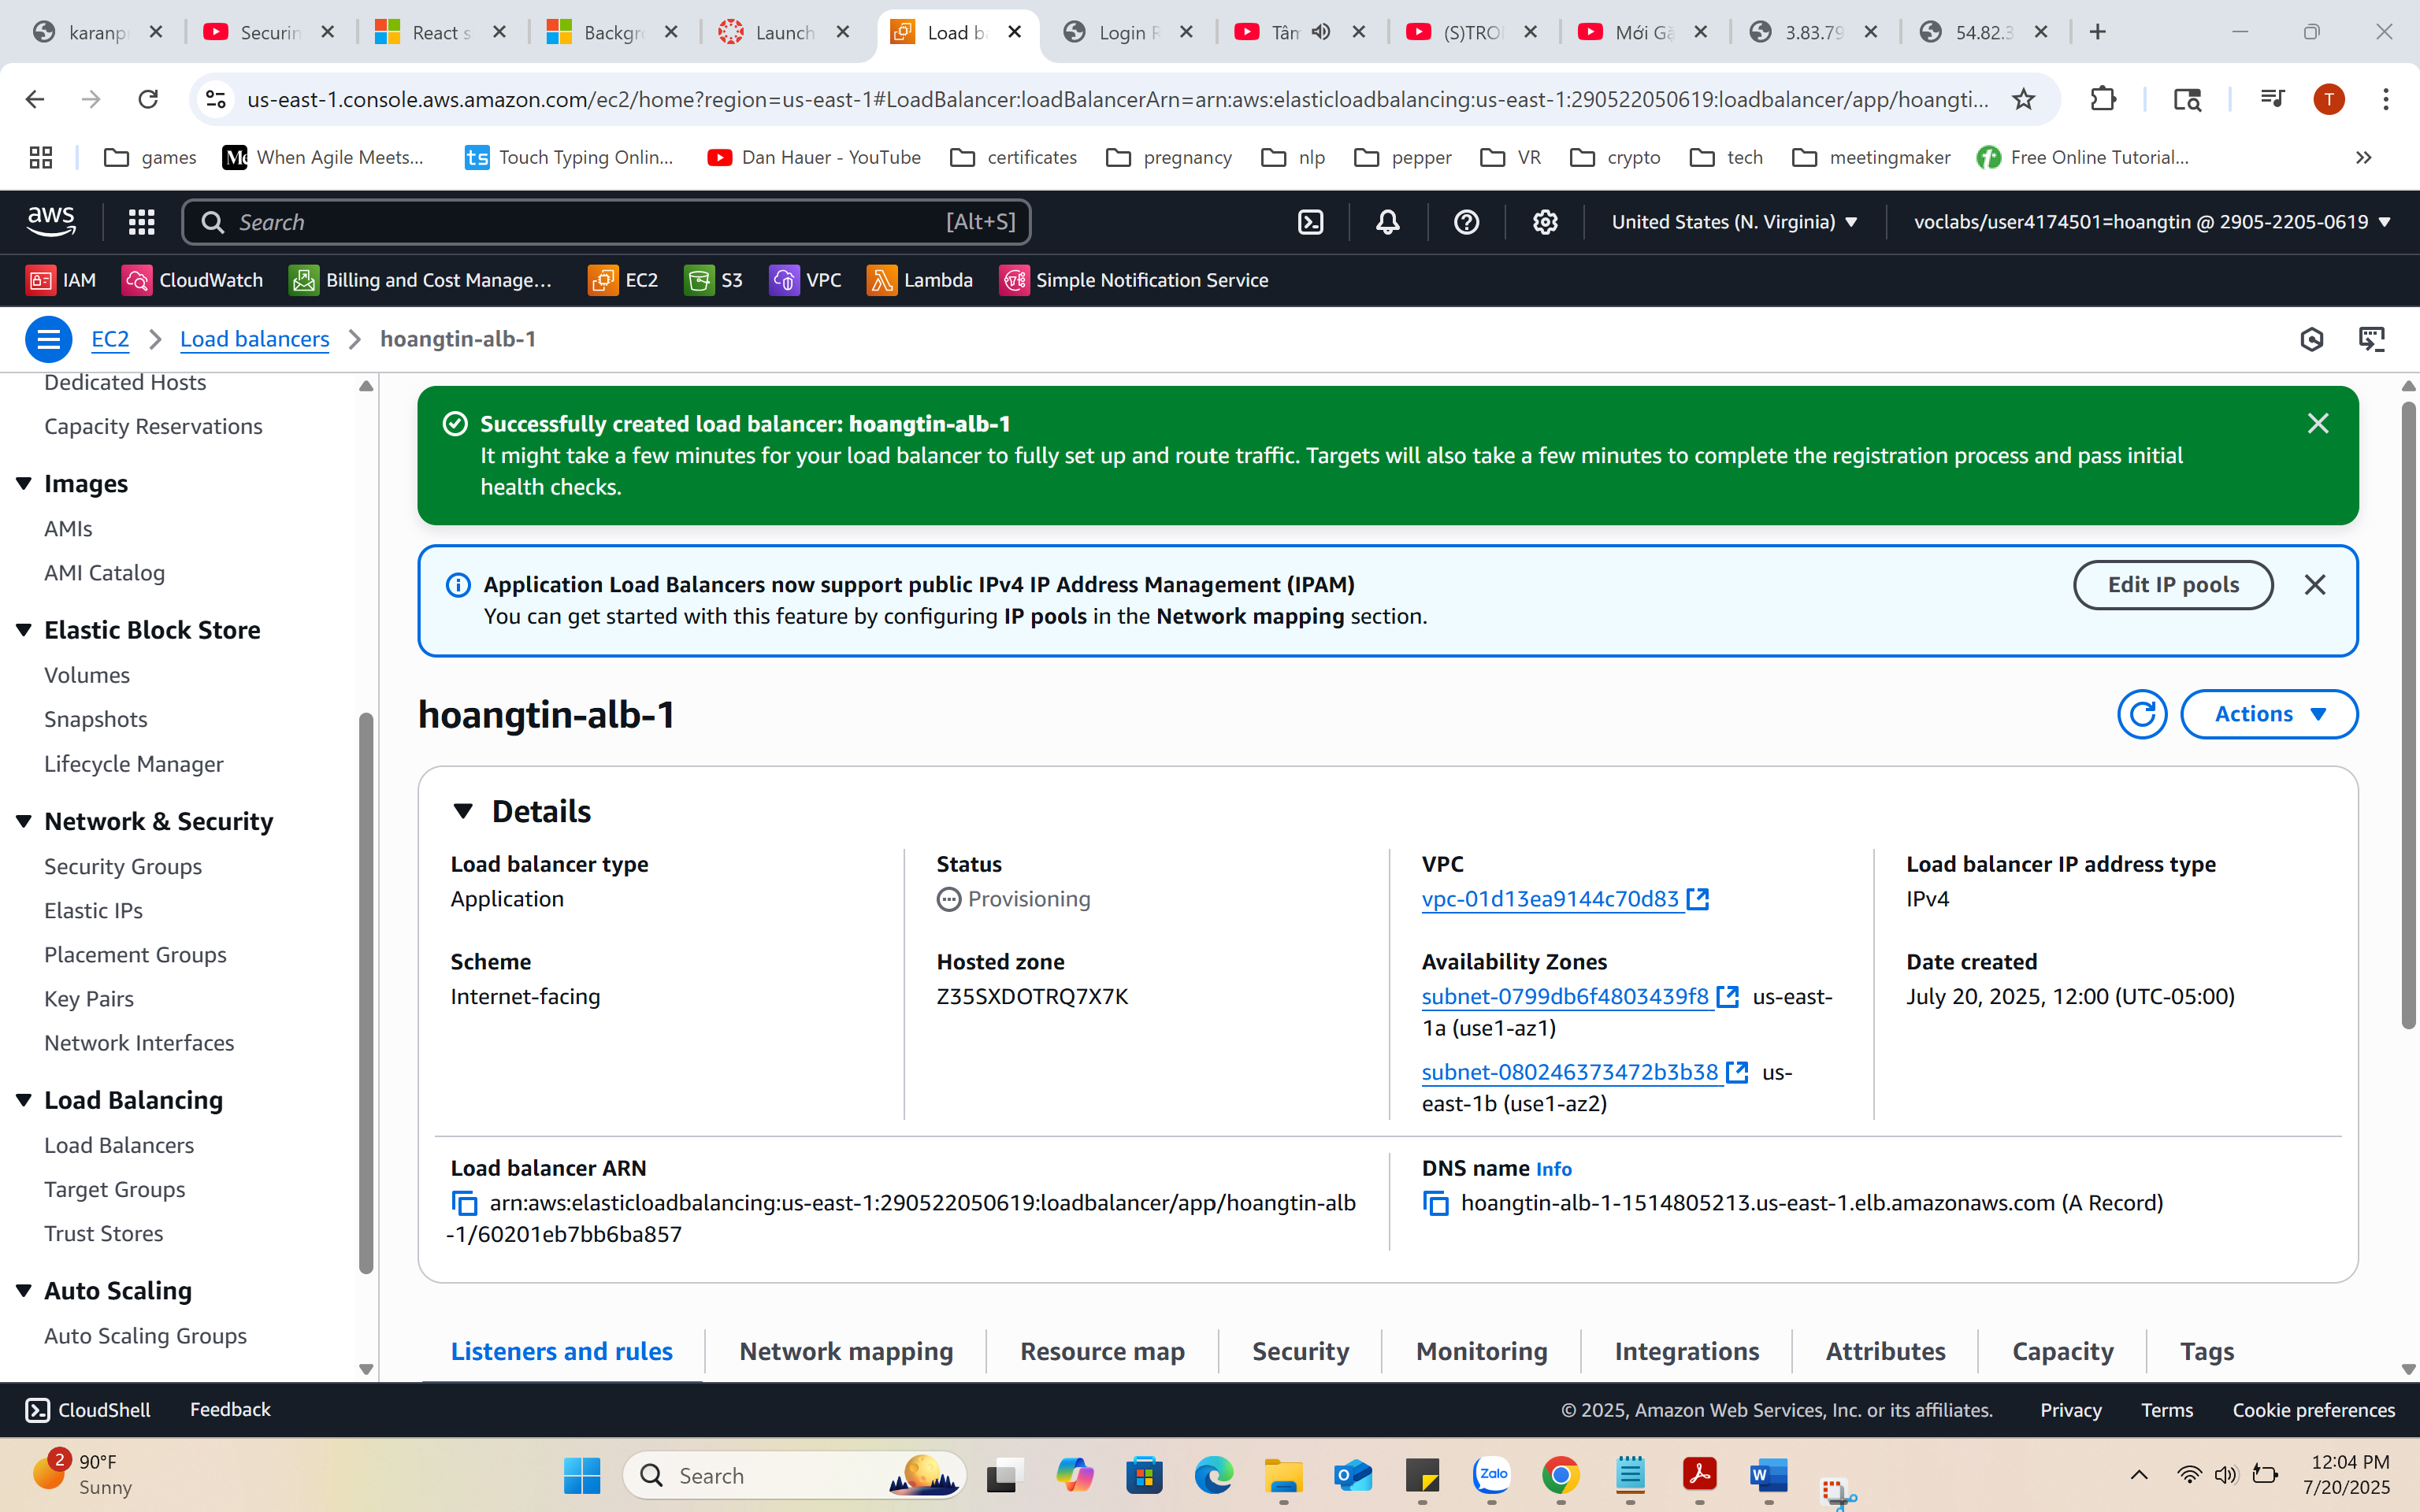 karanpr
Securin
React s
Backgro
Launch
Load ba
Login P
Tâm
(S)TRO
Mới Gặ
3.83.79
54.82.3
us-east-1.console.aws.amazon.com/ec2/home?region=us-east-1#LoadBalancer:loadBalancerArn=arn:aws:elasticloadbalancing:us-east-1:290522050619:loadbalancer/app/hoangti...
T
games
When Agile Meets...
Touch Typing Onlin...
Dan Hauer - YouTube
certificates
pregnancy
nlp
pepper
VR
crypto
tech
meetingmaker
Free Online Tutorial...
aws
Search
[Alt+S]
United States (N. Virginia)
voclabs/user4174501=hoangtin @ 2905-2205-0619
IAM
CloudWatch
Billing and Cost Manage...
EC2
S3
VPC
Lambda
Simple Notification Service
EC2
Load balancers
hoangtin-alb-1
Dedicated Hosts
Capacity Reservations
Images
AMIs
AMI Catalog
Elastic Block Store
Volumes
Snapshots
Lifecycle Manager
Network & Security
Security Groups
Elastic IPs
Placement Groups
Key Pairs
Network Interfaces
Load Balancing
Load Balancers
Target Groups
Trust Stores
Auto Scaling
Auto Scaling Groups
Successfully created load balancer: hoangtin-alb-1
It might take a few minutes for your load balancer to fully set up and route traffic. Targets will also take a few minutes to complete the registration process and pass initial
health checks.
Application Load Balancers now support public IPv4 IP Address Management (IPAM)
You can get started with this feature by configuring IP pools in the Network mapping section.
Edit IP pools
hoangtin-alb-1
Actions
Details
Load balancer type
Application
Status
Provisioning
VPC
vpc-01d13ea9144c70d83
Load balancer IP address type
IPv4
Scheme
Internet-facing
Hosted zone
Z35SXDOTRQ7X7K
Availability Zones
subnet-0799db6f4803439f8 us-east-
1a (use1-az1)
subnet-080246373472b3b38 us-
east-1b (use1-az2)
Date created
July 20, 2025, 12:00 (UTC-05:00)
Load balancer ARN
arn:aws:elasticloadbalancing:us-east-1:290522050619:loadbalancer/app/hoangtin-alb
-1/60201eb7bb6ba857
DNS name Info
hoangtin-alb-1-1514805213.us-east-1.elb.amazonaws.com (A Record)
Listeners and rules
Network mapping
Resource map
Security
Monitoring
Integrations
Attributes
Capacity
Tags
CloudShell
Feedback
© 2025, Amazon Web Services, Inc. or its affiliates.
Privacy
Terms
Cookie preferences
2
90°F
Sunny
Search
Zalo
12:04 PM
7/20/2025